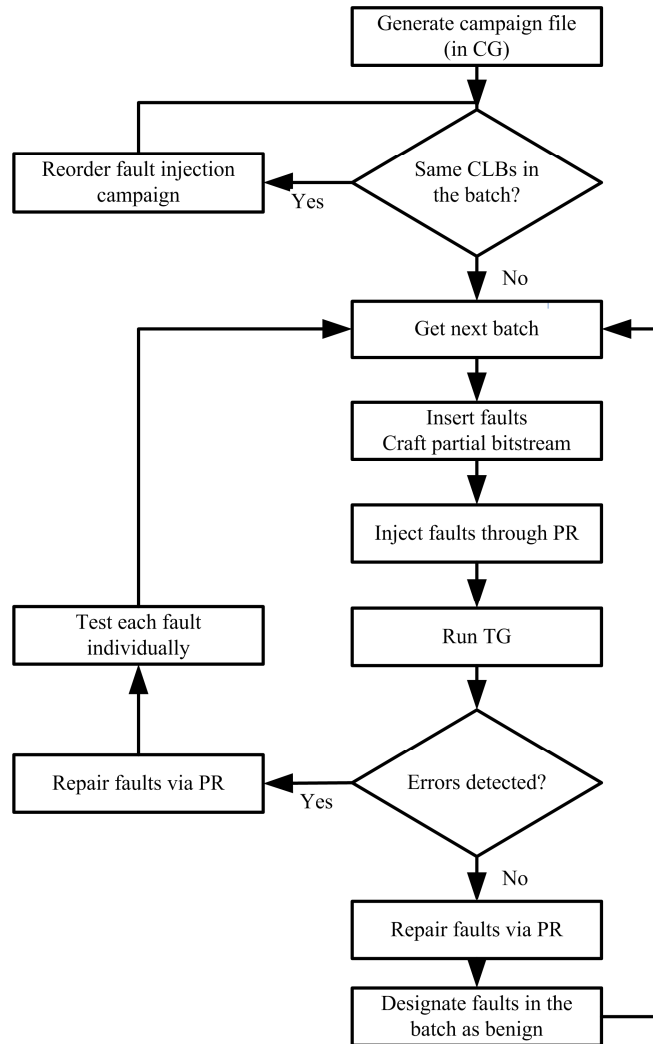 Generate campaign file
(in CG)
Reorder fault injection
campaign
Same CLBs in
the batch?
Yes
No
Get next batch
Insert faults
Craft partial bitstream
Inject faults through PR
Test each fault
individually
Run TG
Repair faults via PR
Errors detected?
Yes
No
Repair faults via PR
Designate faults in the
batch as benign